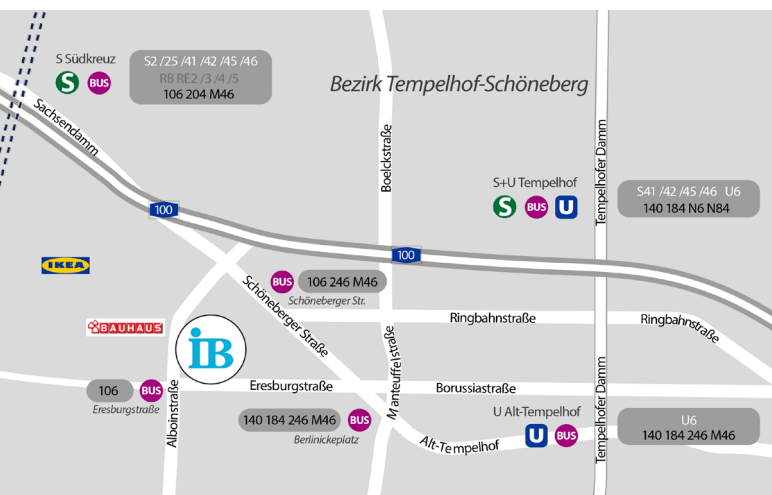 S Südkreuz
S
BUS
S2 /25 /41 /42 /45 /46
RB RE2 /3 /4 /5
106 204 M46
Bezirk Tempelhof-Schöneberg
Sachsendamm
Boelckstraße
Tempelhofer Damm
S+U Tempelhof
S
BUS
U
S41 /42 /45 /46 U6
140 184 N6 N84
100
100
IKEA
BUS
106 246 M46
Schöneberger Str.
Schöneberger Straße
Ringbahnstraße
Ringbahnstraße
BAUHAUS
iB
Manteuffelstraße
106
BUS
Eresburgstraße
Alboinstraße
Eresburgstraße
Borussiastraße
Tempelhofer Damm
140 184 246 M46
BUS
Berlinickeplatz
Alt-Tempelhof
U Alt-Tempelhof
U
BUS
U6
140 184 246 M46